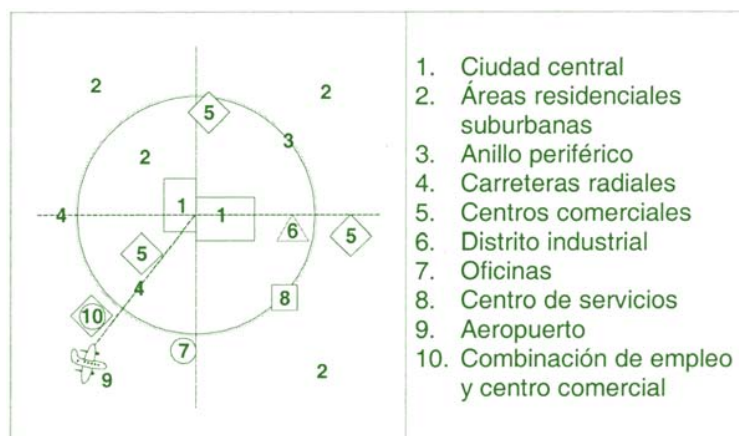 2
2
5
3
2
1
1
4
6
5
5
4
8
10
7
9
2
1. Ciudad central
2. Áreas residenciales
suburbanas
3. Anillo periférico
4. Carreteras radiales
5. Centros comerciales
6. Distrito industrial
7. Oficinas
8. Centro de servicios
9. Aeropuerto
10. Combinación de empleo
y centro comercial